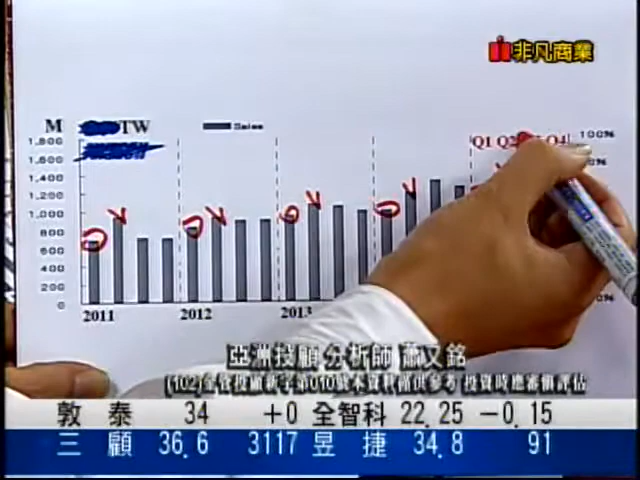 非凡商業
M TW Sales
1,800
1,600
1,400
1,200
1,000
800
600
400
200
0
Q1 Q2 Q4
100%
0%
0%
2011 2012 2013
亞洲投顧 分析師 蕭又銘
(102)金管投顧新字第010號本資料僅供參考 投資時應審慎評估
敦泰 34 +0 全智科 22.25 -0.15
三顧 36.6 3117 昱捷 34.8 91